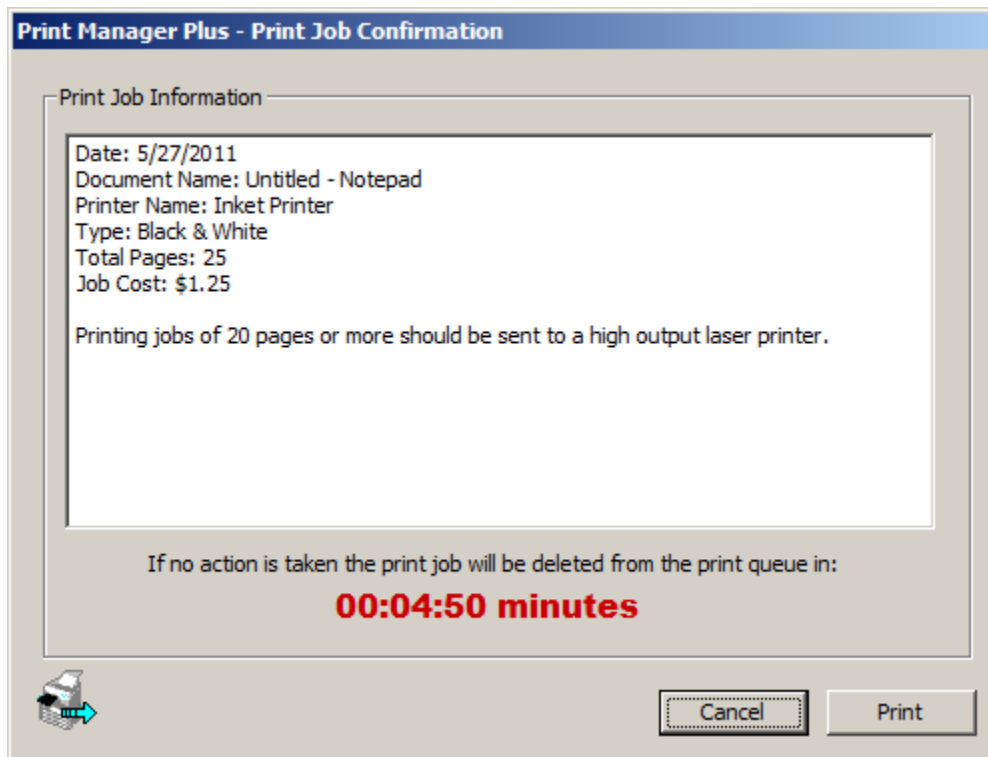 Print Manager Plus - Print Job Confirmation
Print Job Information
Date: 5/27/2011
Document Name: Untitled - Notepad
Printer Name: Inket Printer
Type: Black & White
Total Pages: 25
Job Cost: $1.25
Printing jobs of 20 pages or more should be sent to a high output laser printer.
If no action is taken the print job will be deleted from the print queue in:
00:04:50 minutes
Cancel
Print